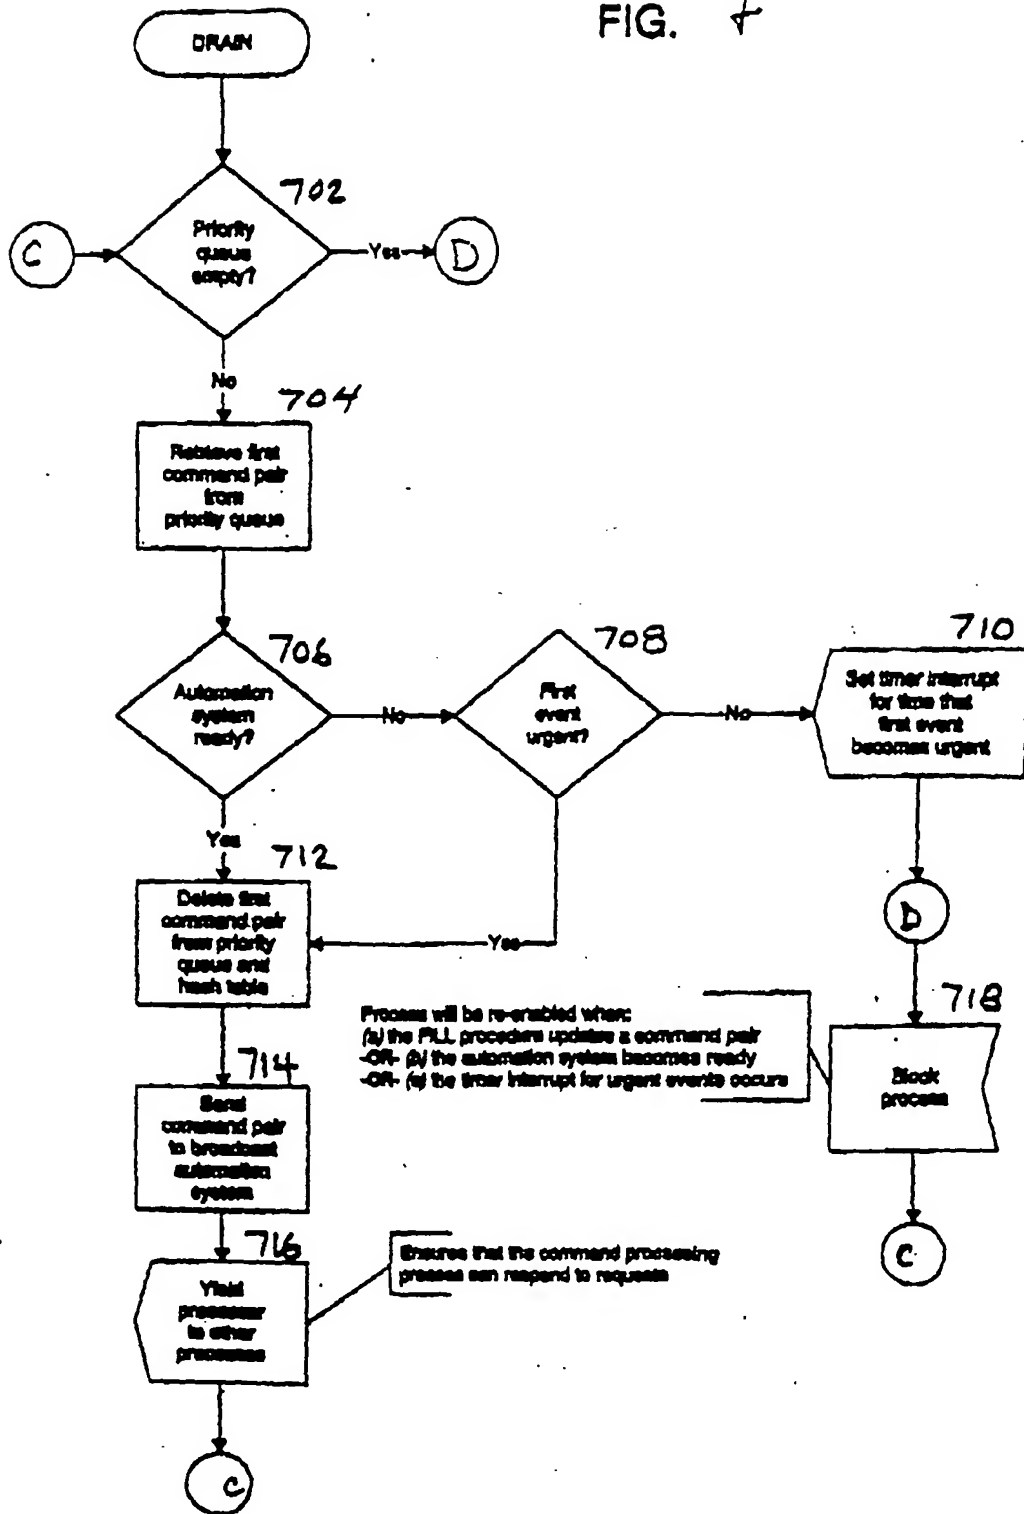 FIG. 7
DRAIN
702
Priority
queue
empty?
C
Yes
D
No
704
Retrieve first
command pair
from
priority queue
706
Automation
system
ready?
No
708
First
event
urgent?
No
710
Set timer interrupt
for time that
first event
becomes urgent
Yes
712
Delete first
command pair
from priority
queue and
hash table
Yes
D
718
Process will be re-enabled when:
(a) the FILL procedure updates a command pair
-OR- (b) the automation system becomes ready
-OR- (c) the timer interrupt for urgent events occurs
Block
process
714
Send
command pair
to broadcast
automation
system
C
716
Ensures that the command processing
process can respond to requests
Yield
processor
to other
processes
C